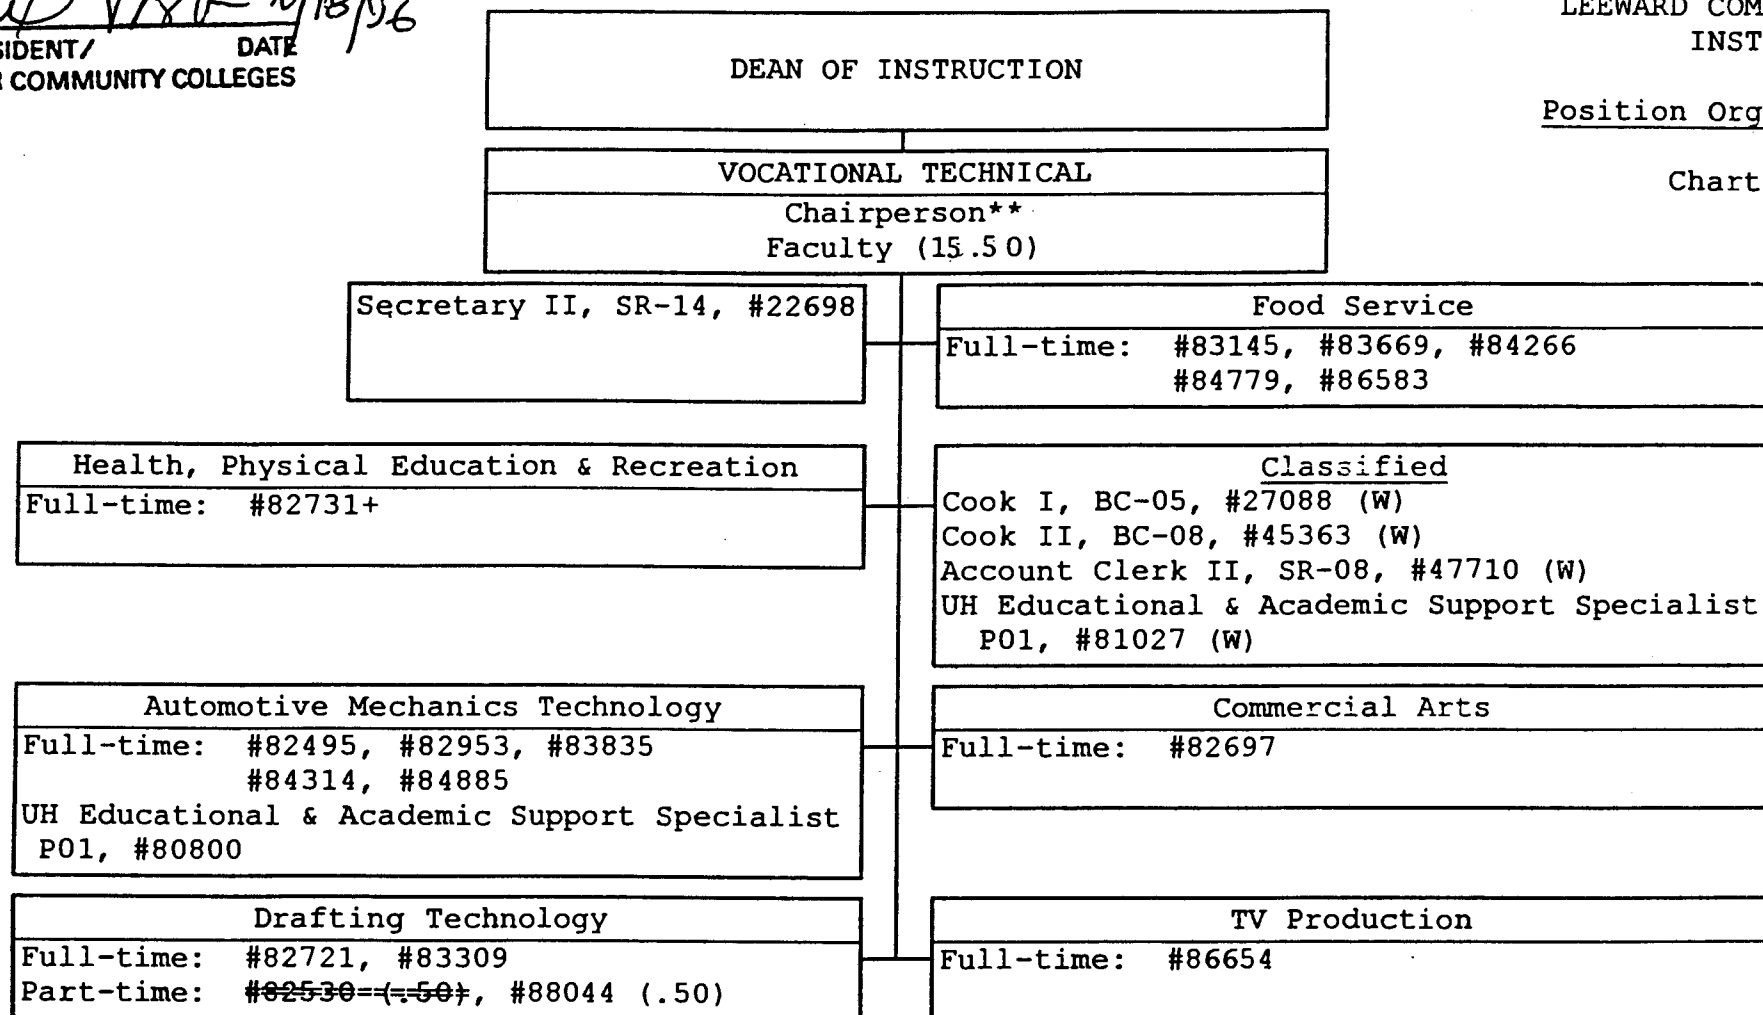 10/18/96
SIDENT/ DATE
R COMMUNITY COLLEGES
LEEWARD COM
INST
Position Org
Chart
DEAN OF INSTRUCTION
VOCATIONAL TECHNICAL
Chairperson**
Faculty (15.50)
Secretary II, SR-14, #22698
Food Service
Full-time: #83145, #83669, #84266
#84779, #86583
Health, Physical Education & Recreation
Full-time: #82731+
Classified
Cook I, BC-05, #27088 (W)
Cook II, BC-08, #45363 (W)
Account Clerk II, SR-08, #47710 (W)
UH Educational & Academic Support Specialist
P01, #81027 (W)
Automotive Mechanics Technology
Full-time: #82495, #82953, #83835
#84314, #84885
UH Educational & Academic Support Specialist
P01, #80800
Commercial Arts
Full-time: #82697
Drafting Technology
Full-time: #82721, #83309
Part-time: #82530 (.50), #88044 (.50)
TV Production
Full-time: #86654